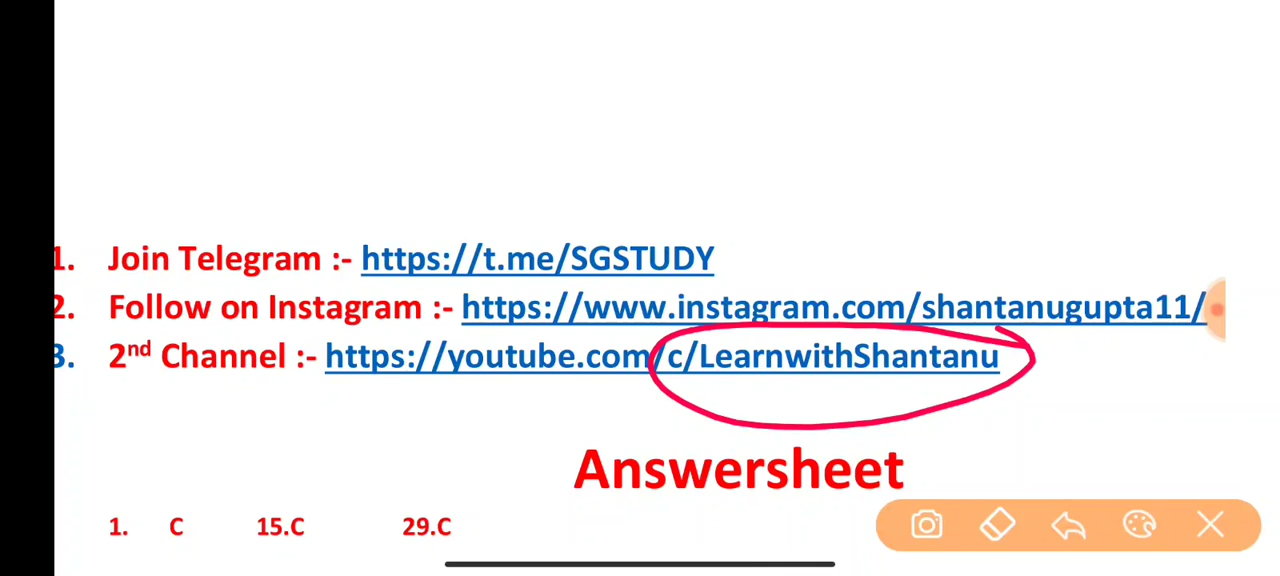 1. Join Telegram :- https://t.me/SGSTUDY
2. Follow on Instagram :- https://www.instagram.com/shantanugupta11/
3. 2nd Channel :- https://youtube.com/c/LearnwithShantanu
Answersheet
1. C 15.C 29.C